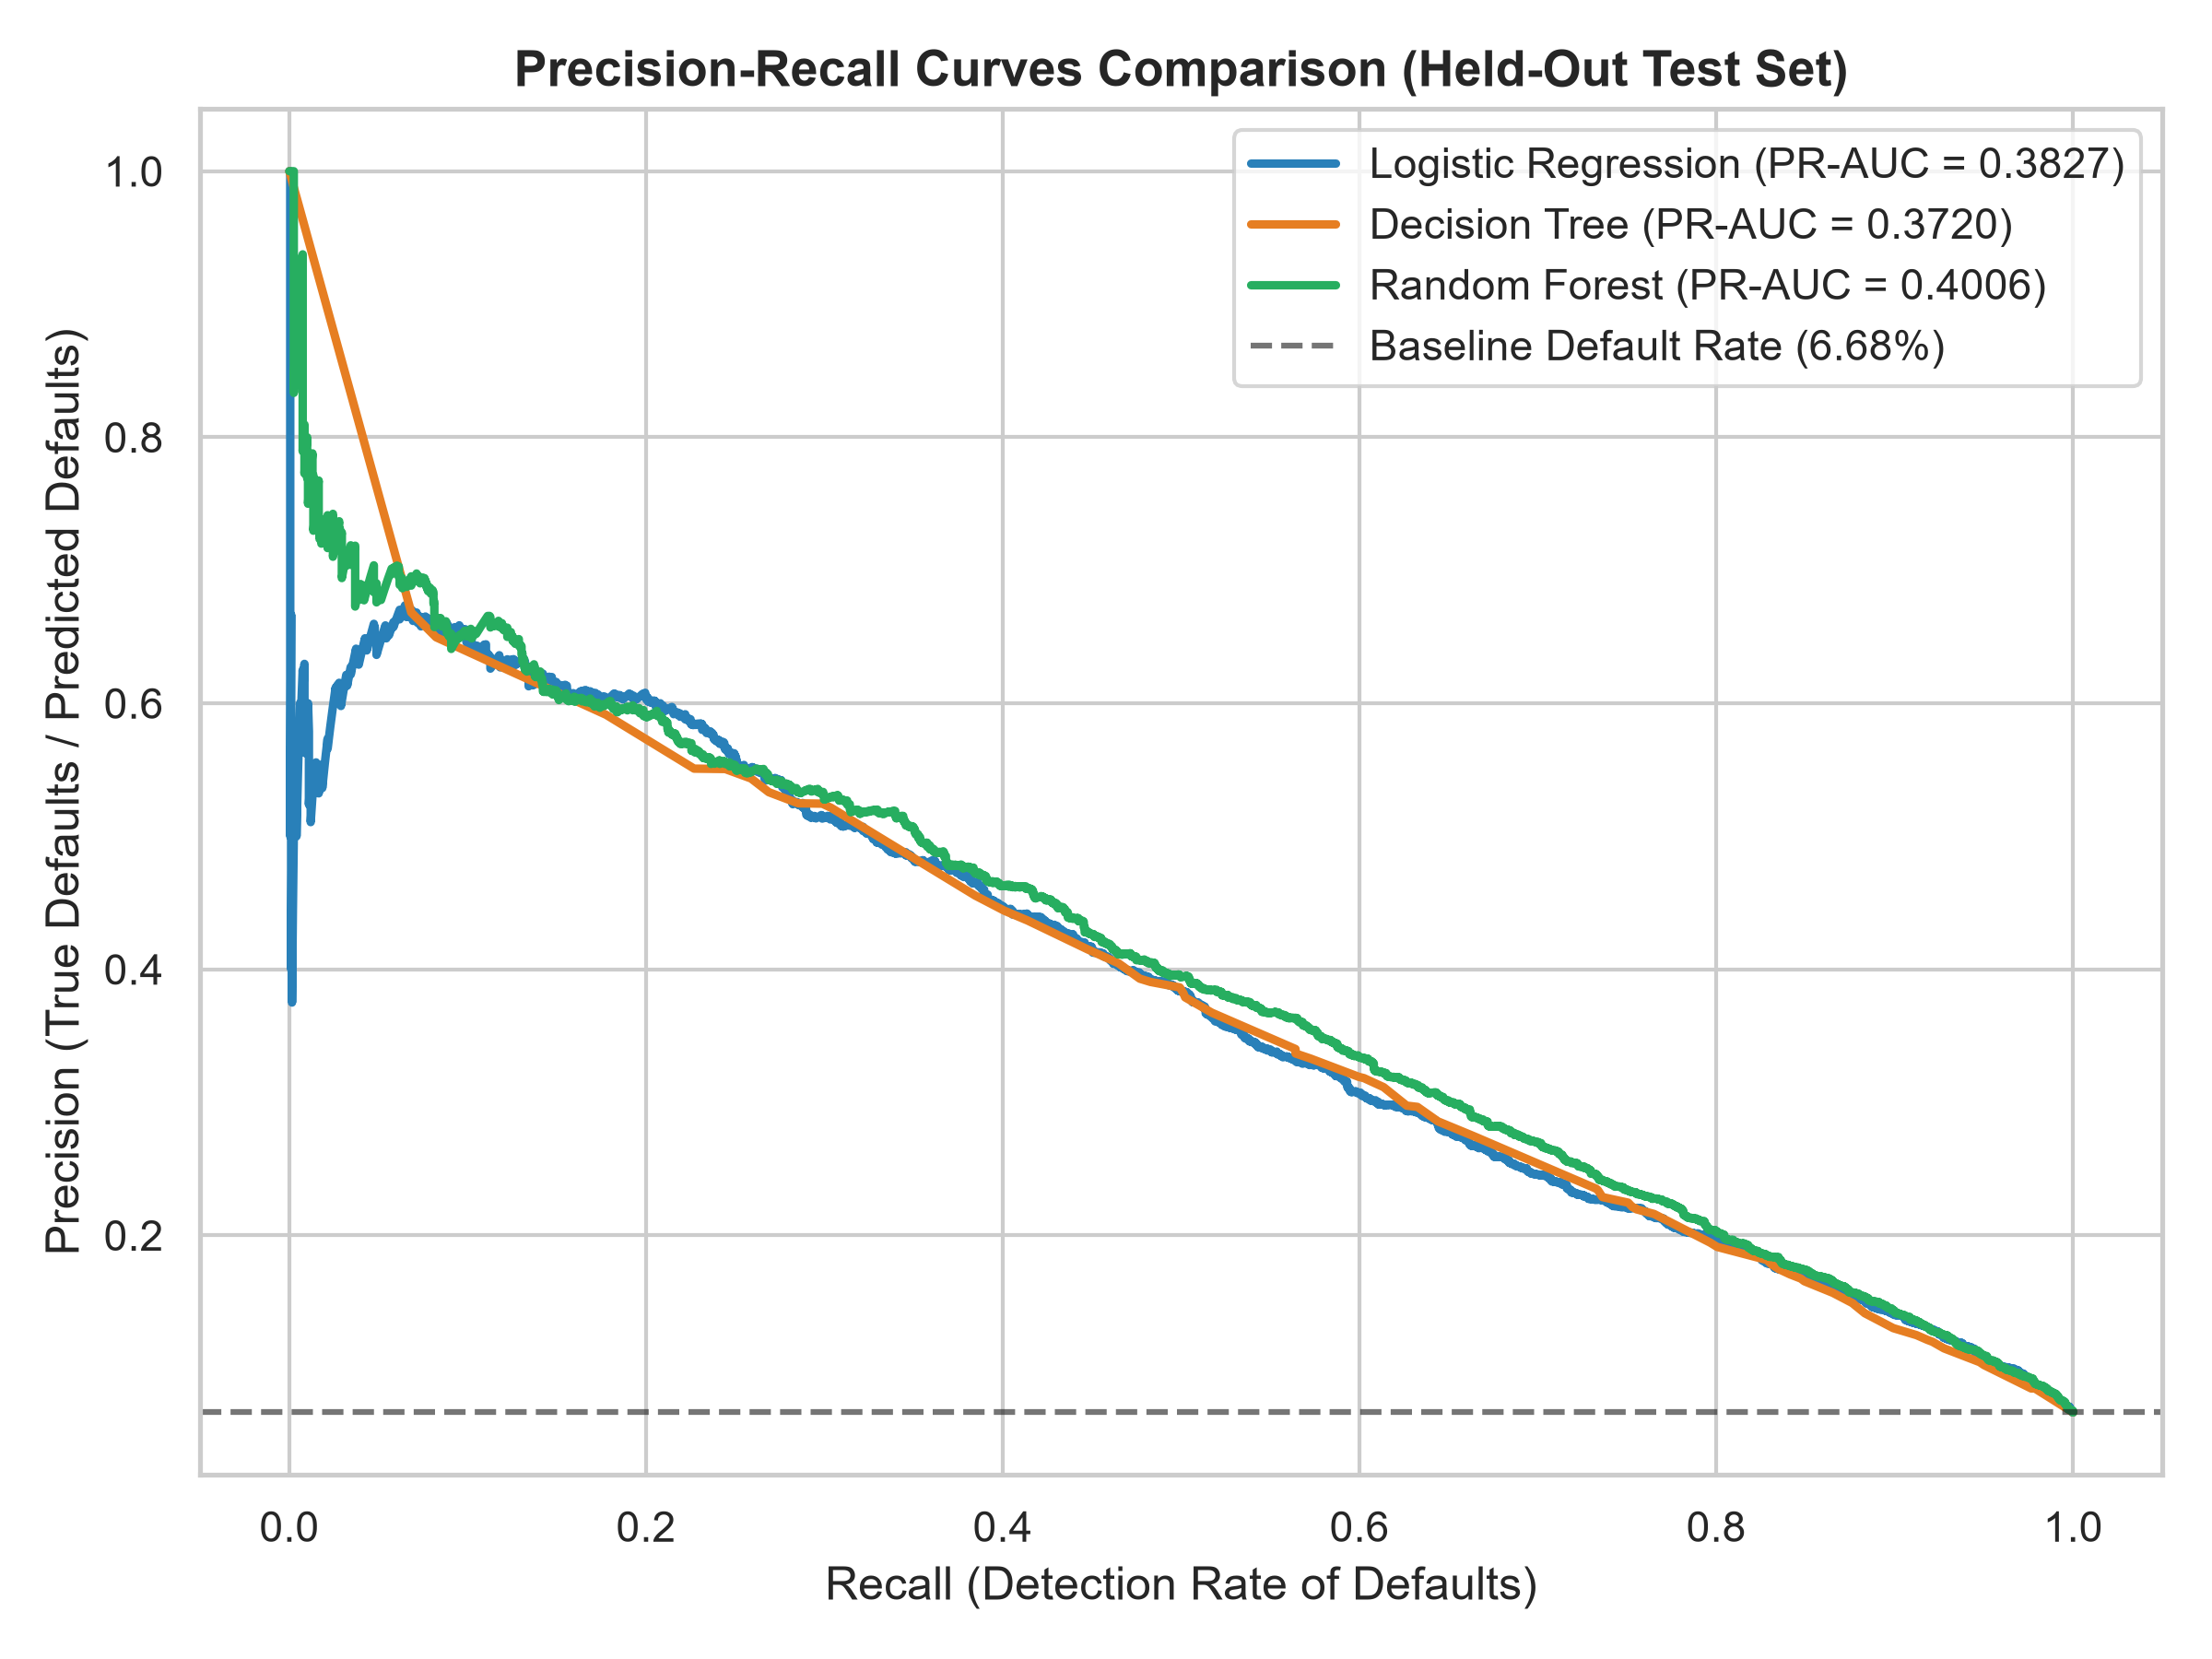 Precision-Recall Curves Comparison (Held-Out Test Set)
Logistic Regression (PR-AUC = 0.3827)
Decision Tree (PR-AUC = 0.3720)
Random Forest (PR-AUC = 0.4006)
Baseline Default Rate (6.68%)
Precision (True Defaults / Predicted Defaults)
1.0
0.8
0.6
0.4
0.2
0.0 0.2 0.4 0.6 0.8 1.0
Recall (Detection Rate of Defaults)